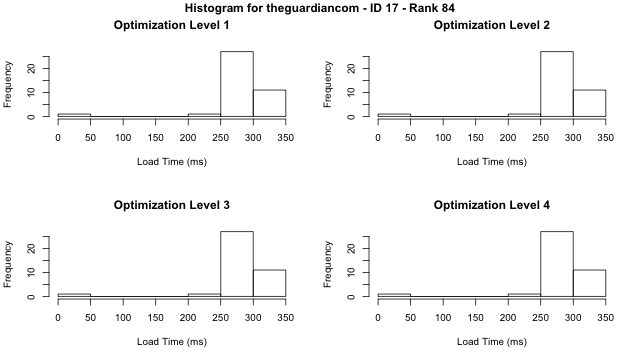 Histogram for theguardiancom - ID 17 - Rank 84
Optimization Level 1
Frequency
0 10 20
0 50 100 150 200 250 300 350
Load Time (ms)
Optimization Level 2
Frequency
0 10 20
0 50 100 150 200 250 300 350
Load Time (ms)
Optimization Level 3
Frequency
0 10 20
0 50 100 150 200 250 300 350
Load Time (ms)
Optimization Level 4
Frequency
0 10 20
0 50 100 150 200 250 300 350
Load Time (ms)